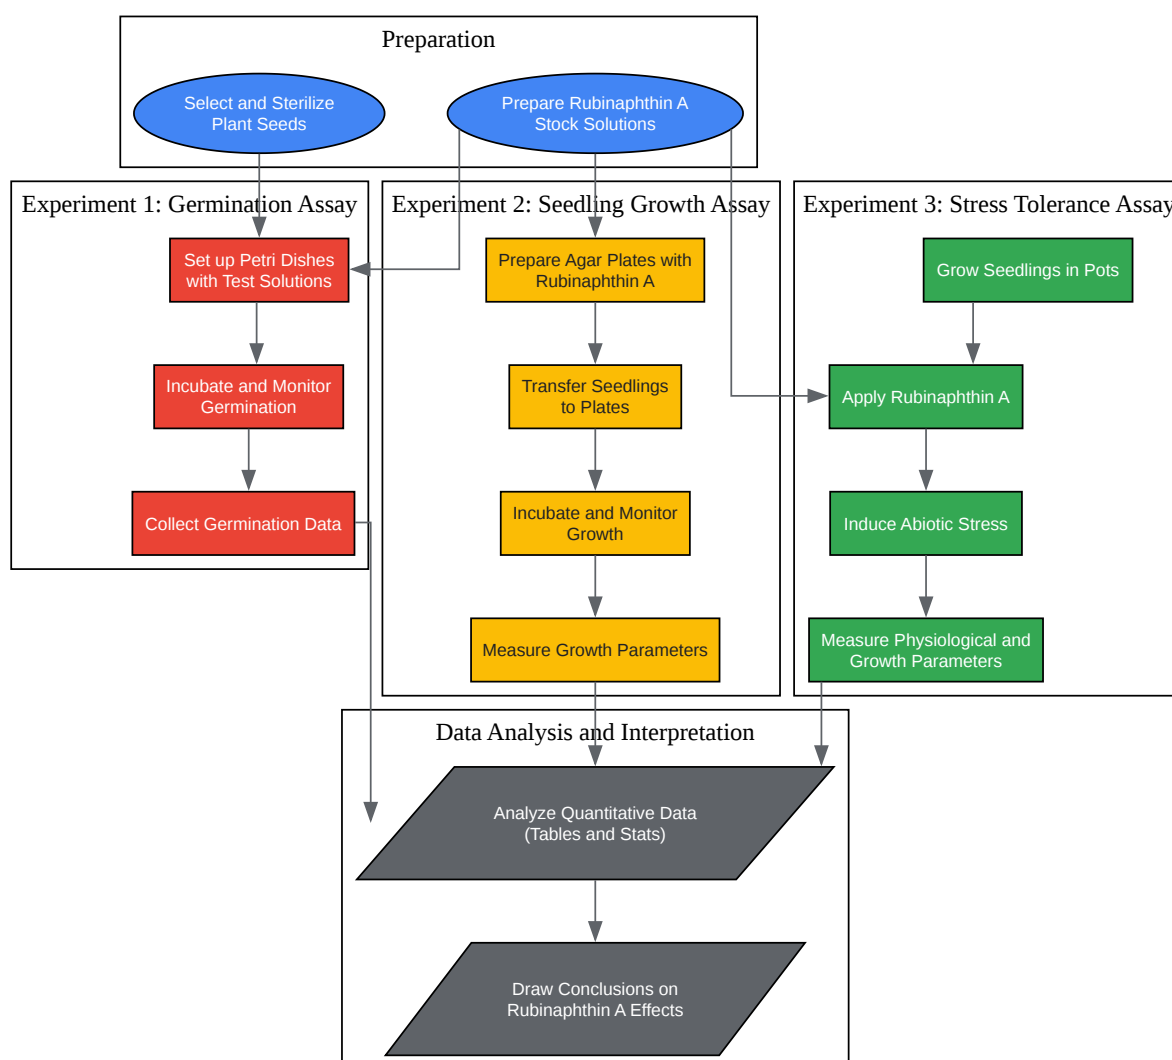 Preparation
Select and Sterilize
Plant Seeds
Prepare Rubinaphthin A
Stock Solutions
Experiment 1: Germination Assay
Set up Petri Dishes
with Test Solutions
Incubate and Monitor
Germination
Collect Germination Data
Experiment 2: Seedling Growth Assay
Prepare Agar Plates with
Rubinaphthin A
Transfer Seedlings
to Plates
Incubate and Monitor
Growth
Measure Growth Parameters
Experiment 3: Stress Tolerance Assay
Grow Seedlings in Pots
Apply Rubinaphthin A
Induce Abiotic Stress
Measure Physiological and
Growth Parameters
Data Analysis and Interpretation
Analyze Quantitative Data
(Tables and Stats)
Draw Conclusions on
Rubinaphthin A Effects